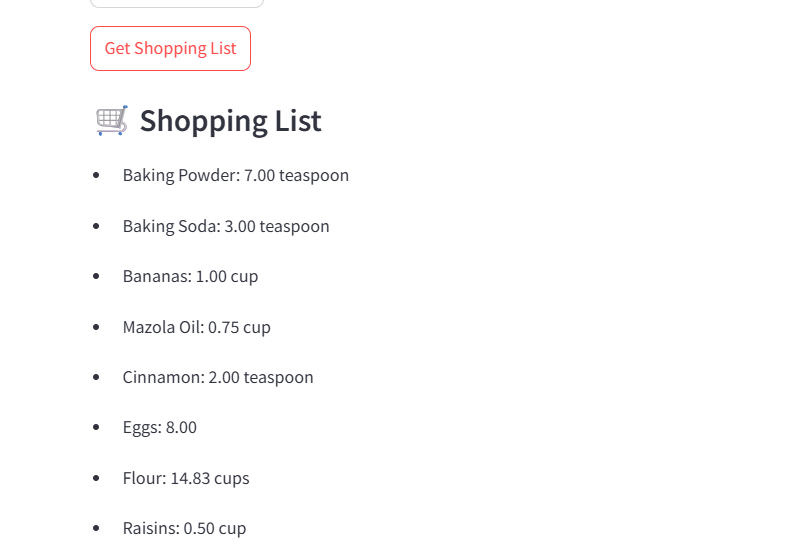 Get Shopping List
Shopping List
Baking Powder: 7.00 teaspoon
Baking Soda: 3.00 teaspoon
Bananas: 1.00 cup
Mazola Oil: 0.75 cup
Cinnamon: 2.00 teaspoon
Eggs: 8.00
Flour: 14.83 cups
Raisins: 0.50 cup